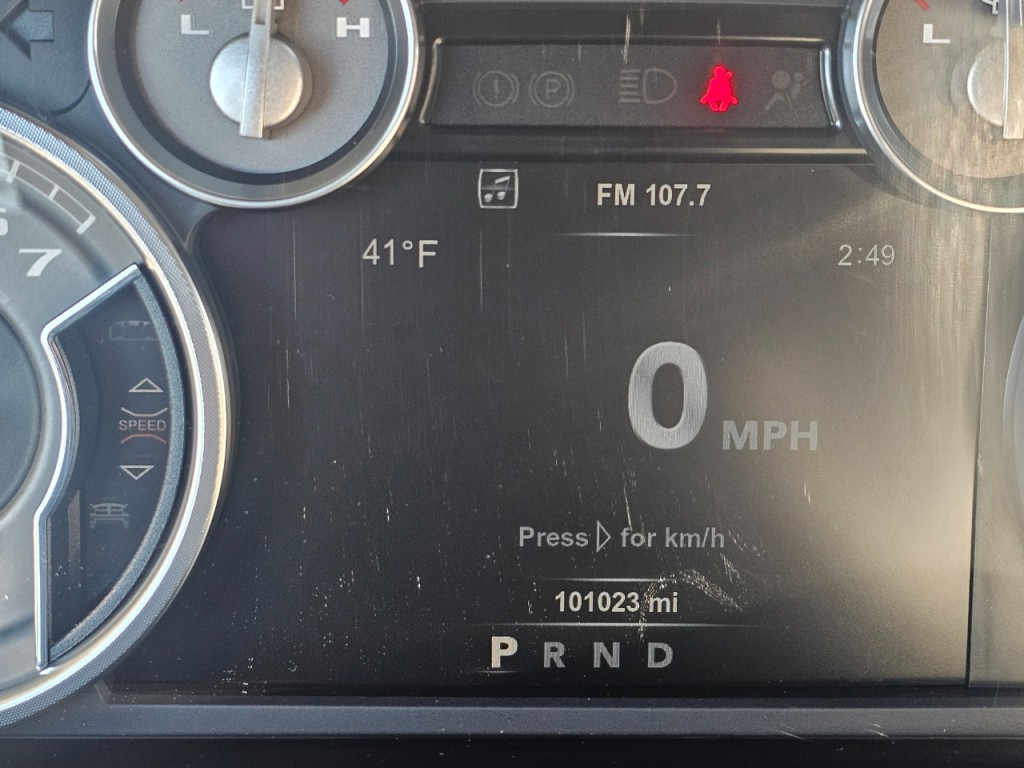 L H
L
FM 107.7
41°F 2:49
7
0 MPH
SPEED
Press ▷ for km/h
101023 mi
P R N D